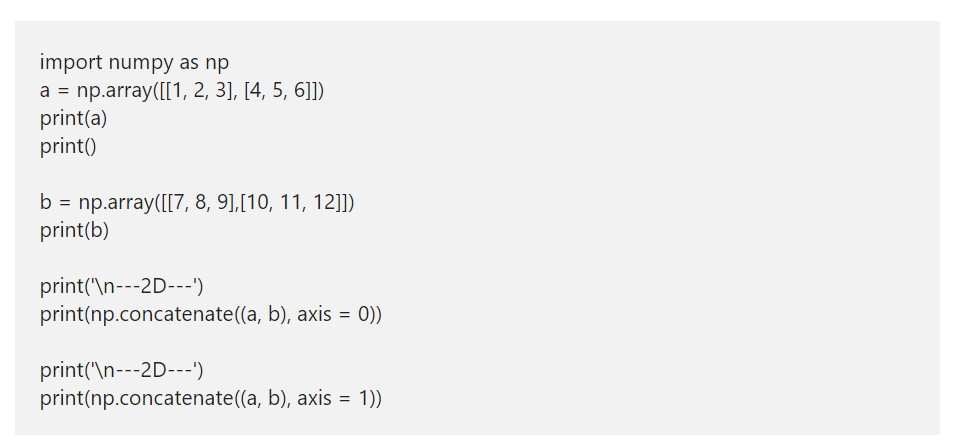 import numpy as np
a = np.array([[1, 2, 3], [4, 5, 6]])
print(a)
print()
b = np.array([[7, 8, 9],[10, 11, 12]])
print(b)
print('\n---2D---')
print(np.concatenate((a, b), axis = 0))
print('\n---2D---')
print(np.concatenate((a, b), axis = 1))